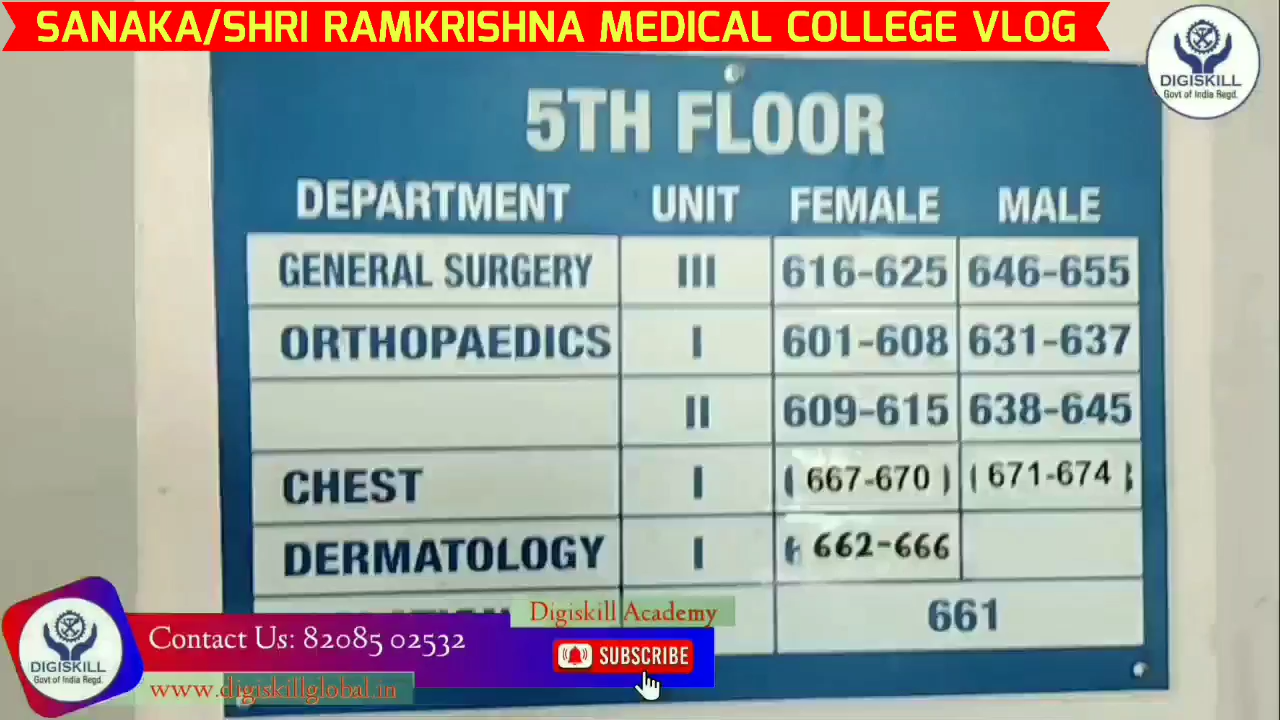 SANAKA/SHRI RAMKRISHNA MEDICAL COLLEGE VLOG
DIGISKILL
Govt of India Regd.
5TH FLOOR
DEPARTMENT UNIT FEMALE MALE
GENERAL SURGERY III 616-625 646-655
ORTHOPAEDICS I 601-608 631-637
II 609-615 638-645
CHEST I ( 667-670 ) ( 671-674 )
DERMATOLOGY I 662-666
661
Digiskill Academy
Contact Us: 82085 02532
SUBSCRIBE
DIGISKILL
Govt of India Regd.
www.digiskillglobal.in